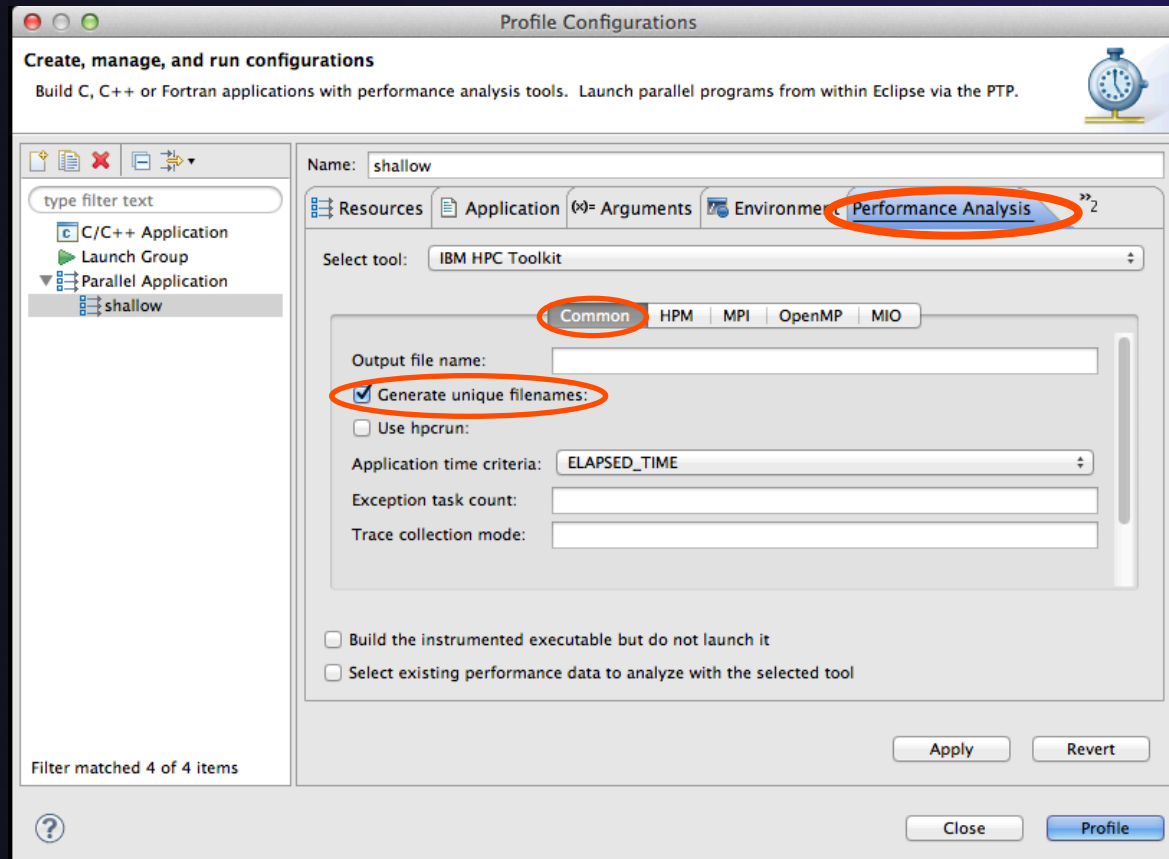 Profile Configurations
Create, manage, and run configurations
Build C, C++ or Fortran applications with performance analysis tools. Launch parallel programs from within Eclipse via the PTP.
type filter text
C/C++ Application
Launch Group
Parallel Application
shallow
Filter matched 4 of 4 items
Name: shallow
Resources Application (x)= Arguments Environment Performance Analysis »2
Select tool: IBM HPC Toolkit
Common HPM MPI OpenMP MIO
Output file name:
Generate unique filenames:
Use hpcrun:
Application time criteria: ELAPSED_TIME
Exception task count:
Trace collection mode:
Build the instrumented executable but do not launch it
Select existing performance data to analyze with the selected tool
Apply Revert
? Close Profile